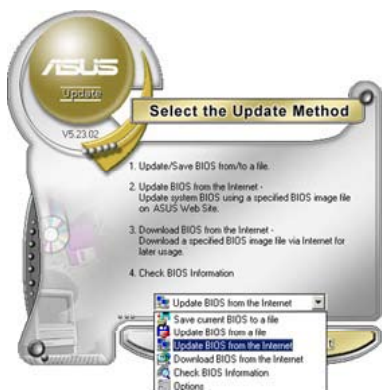 ASUS
Update
V5.23.02
Select the Update Method
1. Update/Save BIOS from/to a file.
2. Update BIOS from the Internet -
Update system BIOS using a specified BIOS image file
on ASUS Web Site.
3. Download BIOS from the Internet -
Download a specified BIOS image file via Internet for
later usage.
4. Check BIOS Information
Update BIOS from the Internet
Save current BIOS to a file
Update BIOS from a file
Update BIOS from the Internet
Download BIOS from the Internet
Check BIOS Information
Options